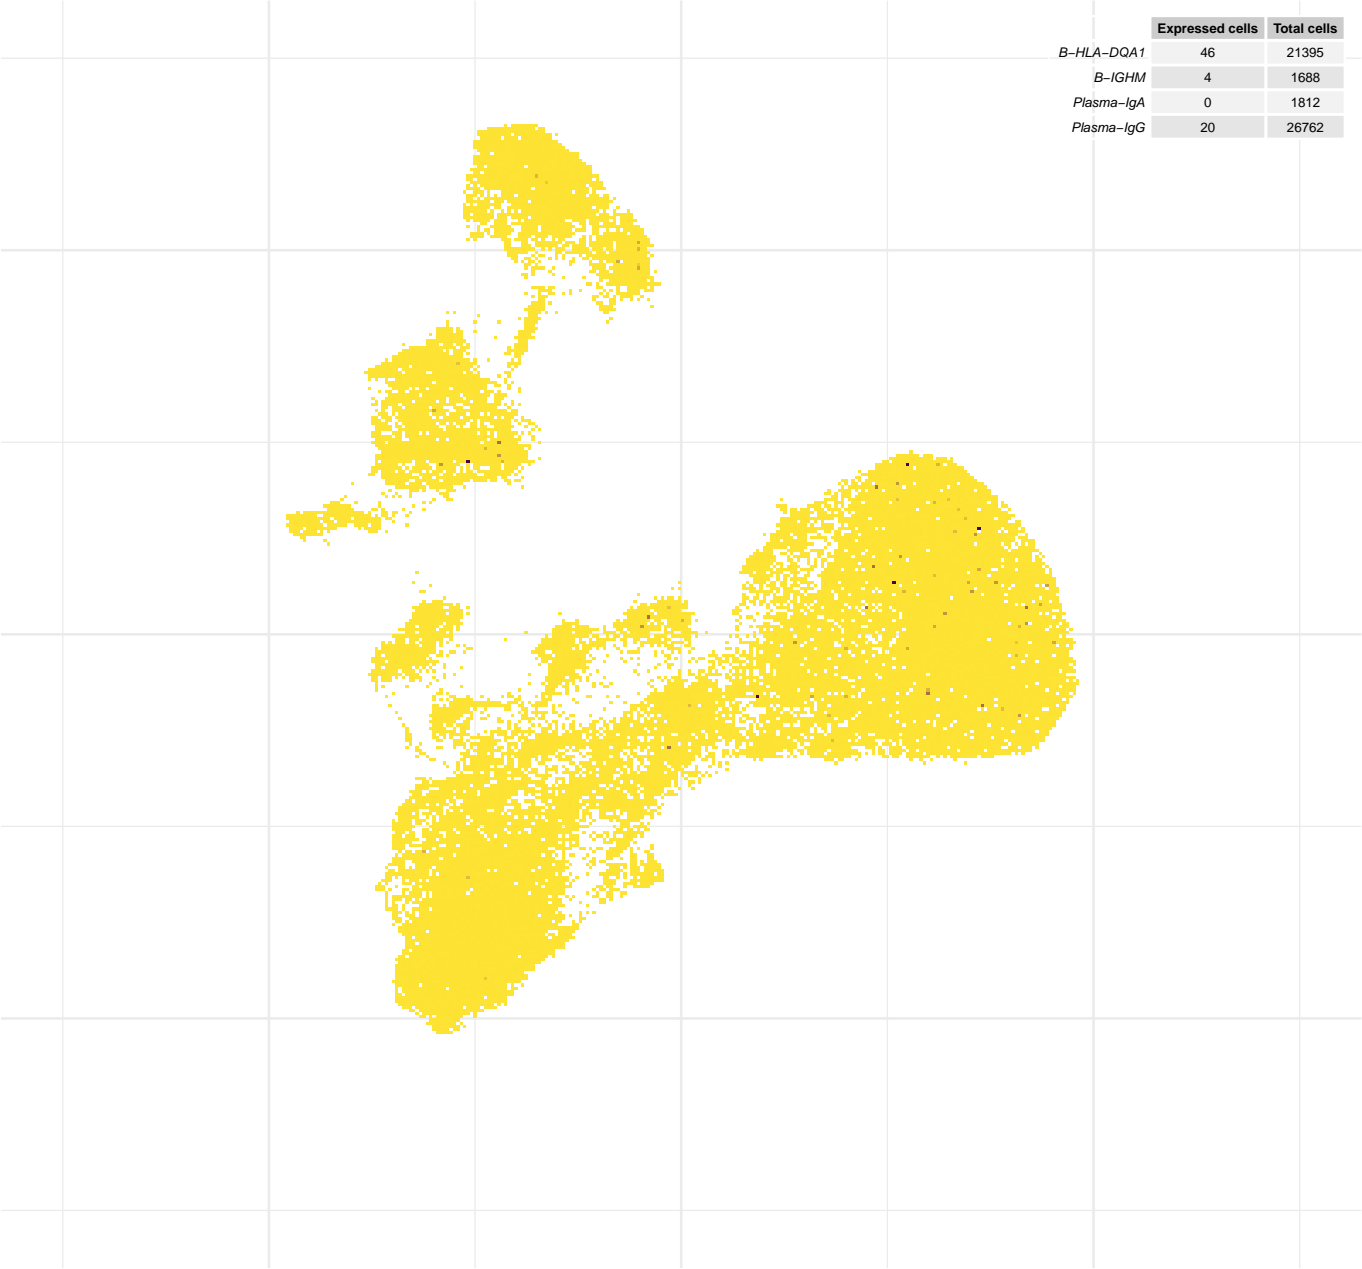 Expressed cells Total cells
B−HLA−DQA1 46 21395
B−IGHM 4 1688
Plasma−IgA 0 1812
Plasma−IgG 20 26762